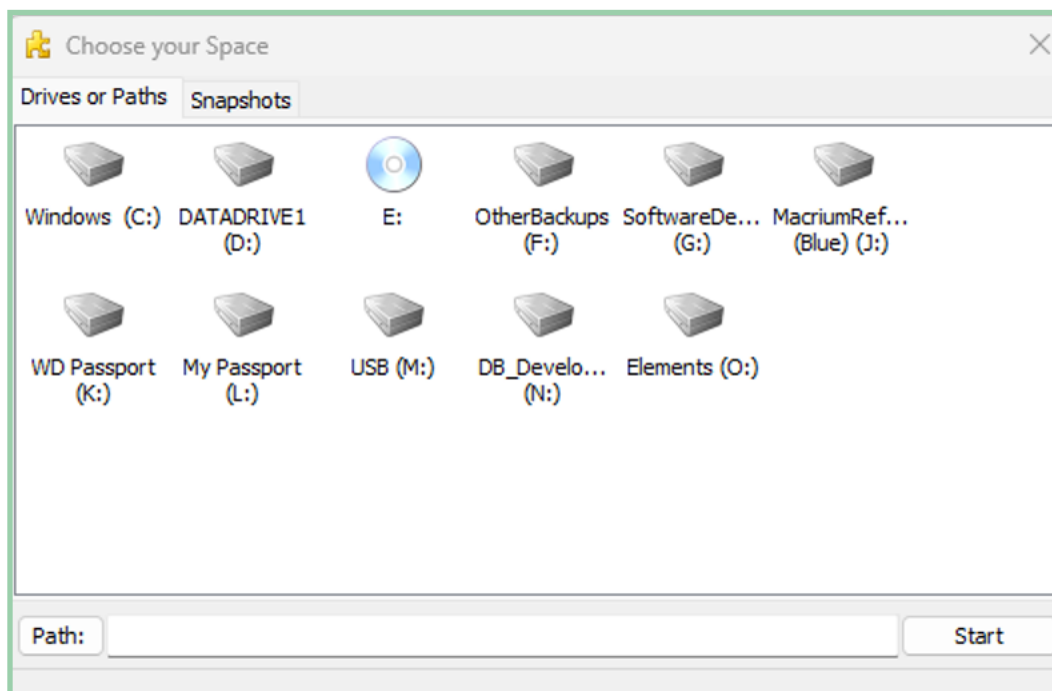 Choose your Space
Drives or Paths Snapshots
Windows (C:) DATADRIVE1 (D:) E: OtherBackups (F:) SoftwareDe... (G:) MacriumRef... (Blue) (J:)
WD Passport (K:) My Passport (L:) USB (M:) DB_Develo... (N:) Elements (O:)
Path: Start